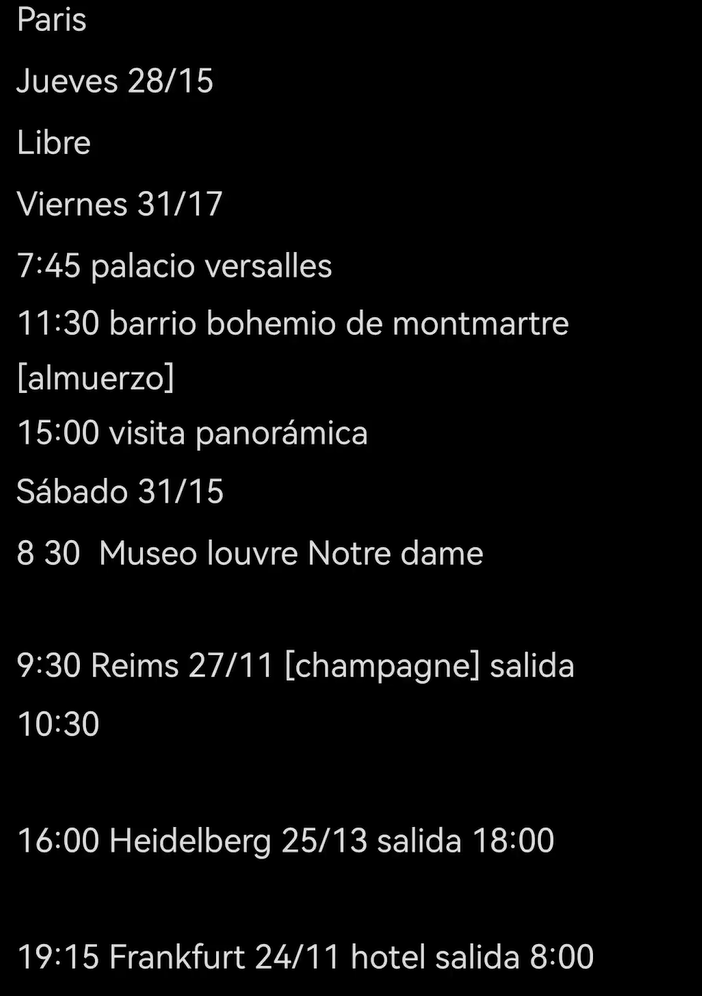 Paris
Jueves 28/15
Libre
Viernes 31/17
7:45 palacio versalles
11:30 barrio bohemio de montmartre
[almuerzo]
15:00 visita panorámica
Sábado 31/15
8 30  Museo louvre Notre dame
9:30 Reims 27/11 [champagne] salida
10:30
16:00 Heidelberg 25/13 salida 18:00
19:15 Frankfurt 24/11 hotel salida 8:00